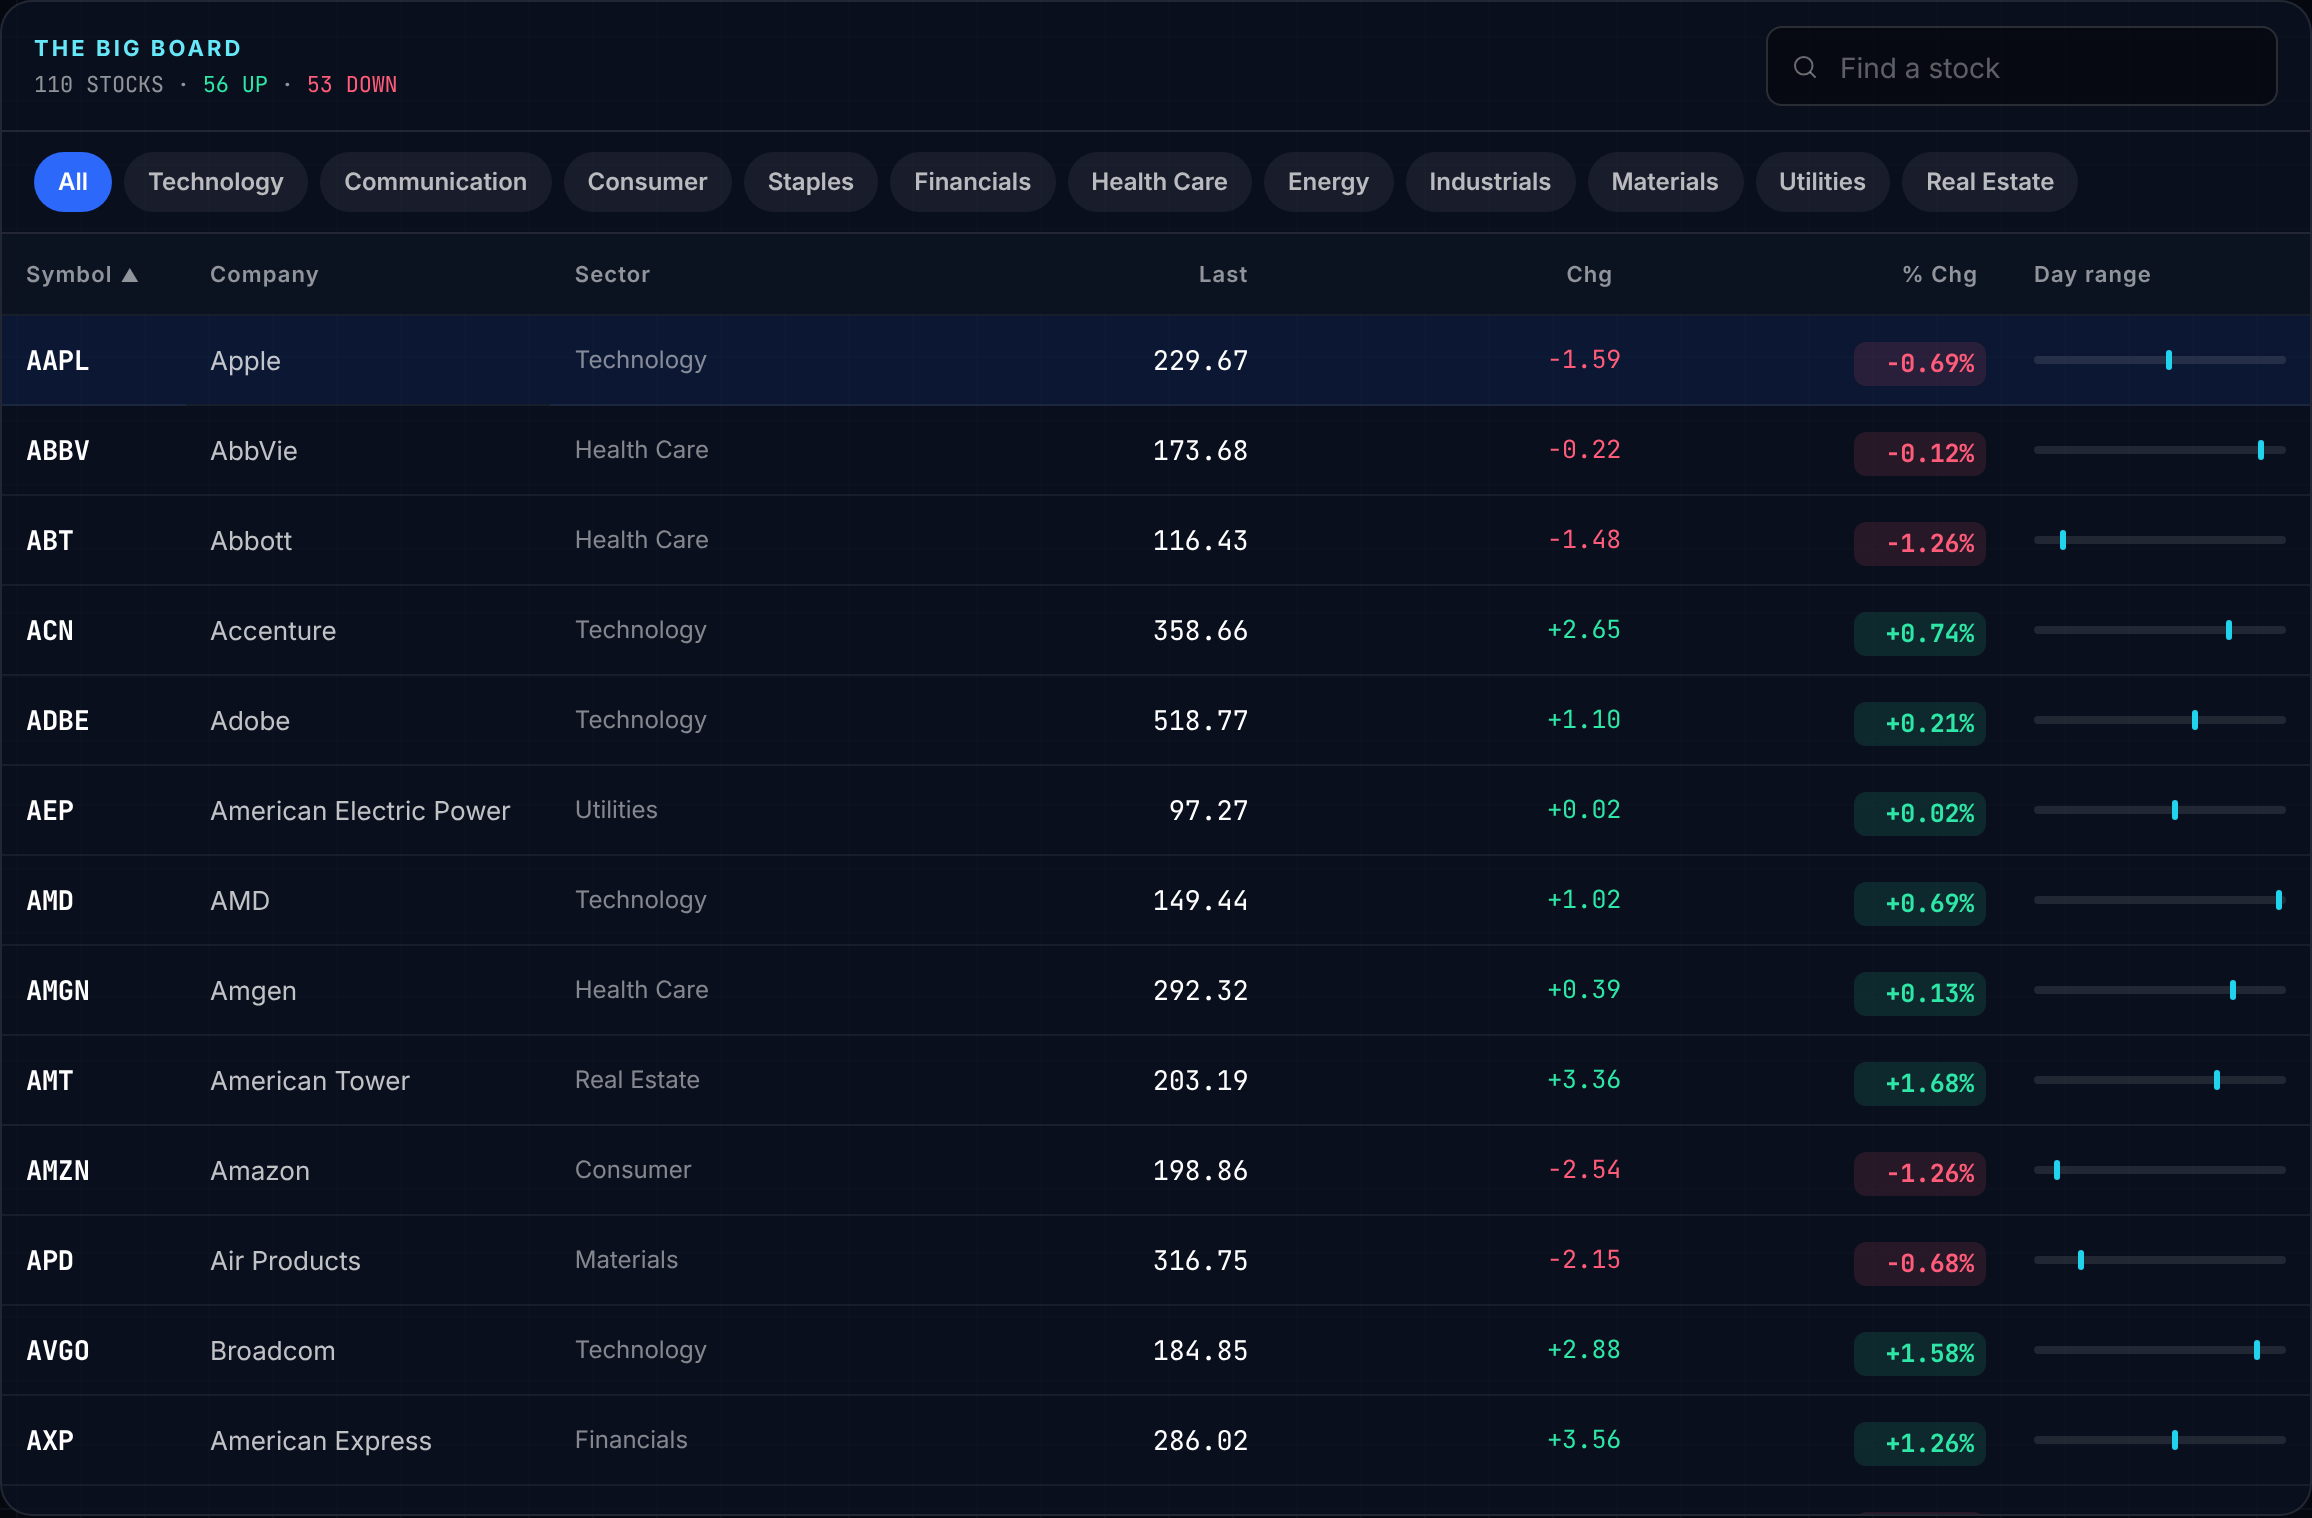 THE BIG BOARD
110 STOCKS · 56 UP · 53 DOWN
Find a stock
All Technology Communication Consumer Staples Financials Health Care Energy Industrials Materials Utilities Real Estate
Symbol ▲ Company Sector Last Chg % Chg Day range
AAPL Apple Technology 229.67 -1.59 -0.69%
ABBV AbbVie Health Care 173.68 -0.22 -0.12%
ABT Abbott Health Care 116.43 -1.48 -1.26%
ACN Accenture Technology 358.66 +2.65 +0.74%
ADBE Adobe Technology 518.77 +1.10 +0.21%
AEP American Electric Power Utilities 97.27 +0.02 +0.02%
AMD AMD Technology 149.44 +1.02 +0.69%
AMGN Amgen Health Care 292.32 +0.39 +0.13%
AMT American Tower Real Estate 203.19 +3.36 +1.68%
AMZN Amazon Consumer 198.86 -2.54 -1.26%
APD Air Products Materials 316.75 -2.15 -0.68%
AVGO Broadcom Technology 184.85 +2.88 +1.58%
AXP American Express Financials 286.02 +3.56 +1.26%